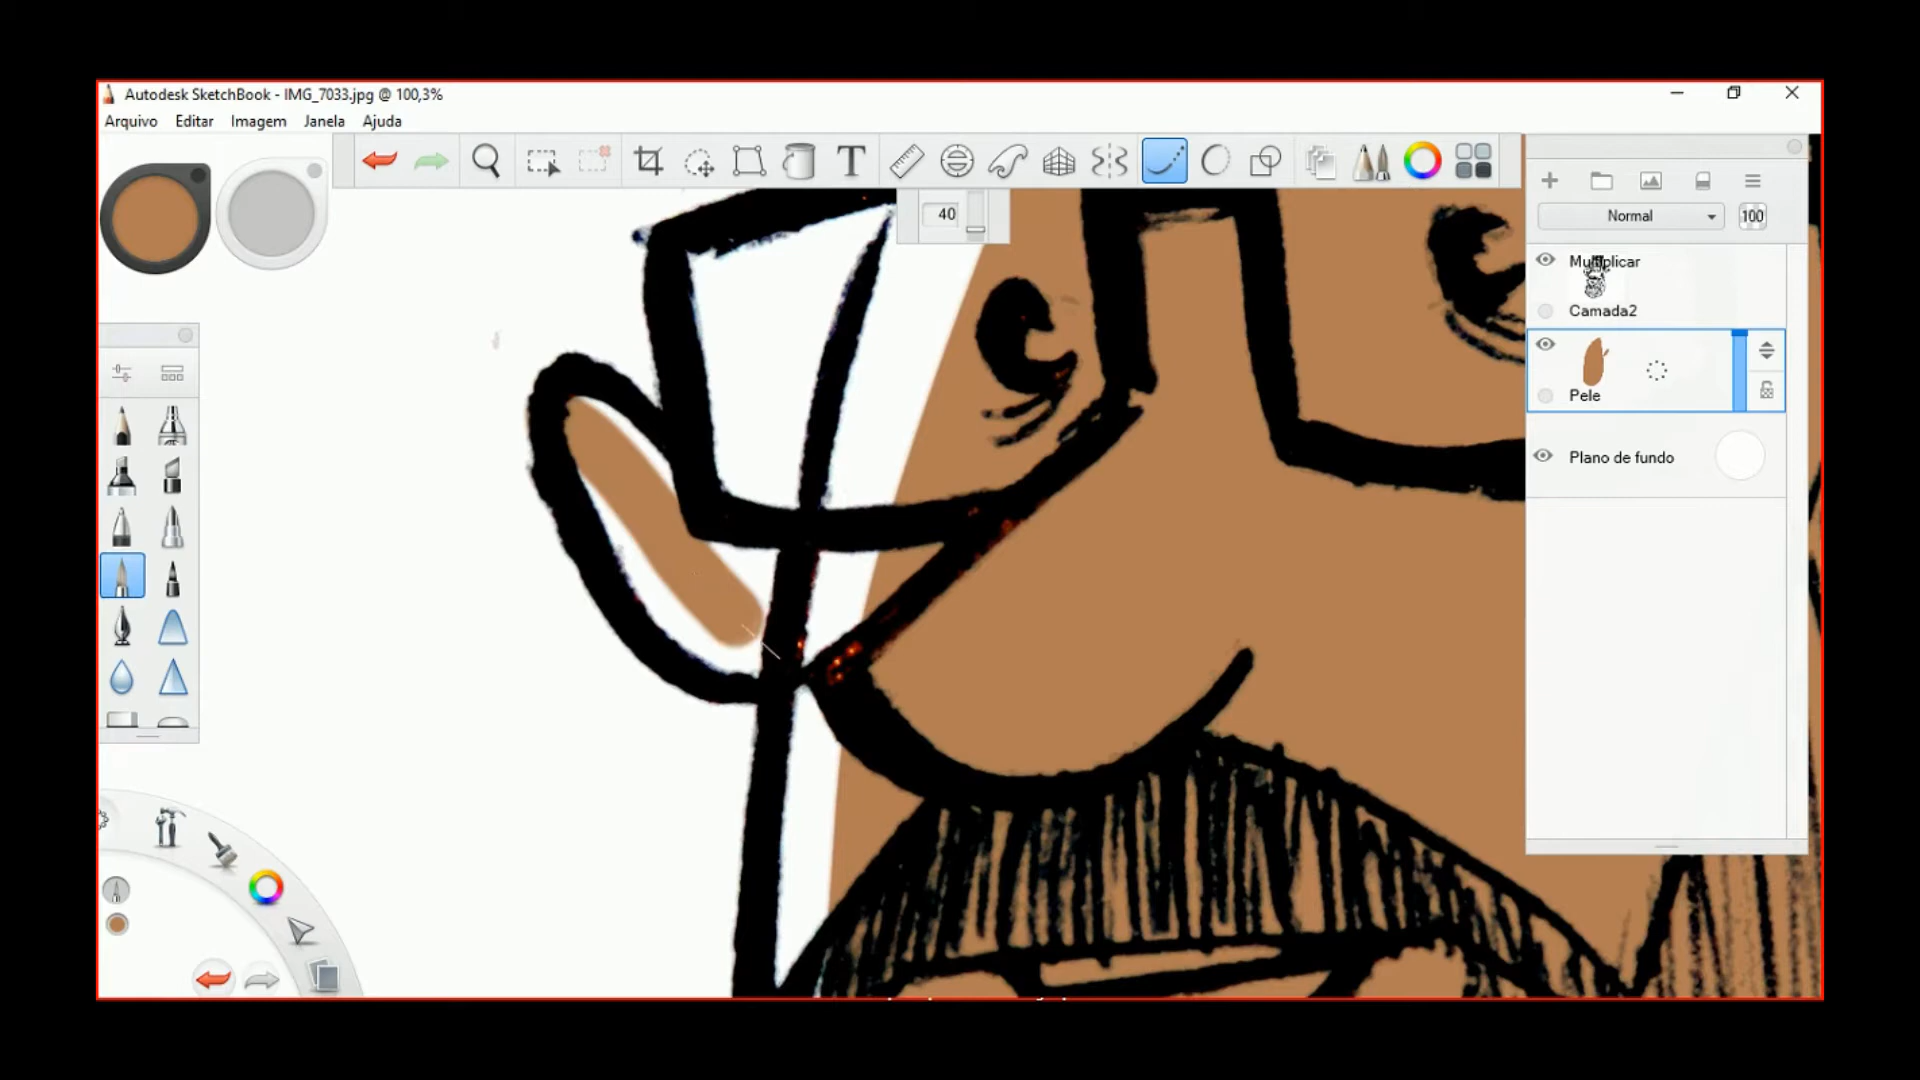 Autodesk SketchBook - IMG_7033.jpg @ 100,3%
Arquivo Editar Imagem Janela Ajuda
T
40
Normal 100
Multiplicar
Camada2
Pele
Plano de fundo